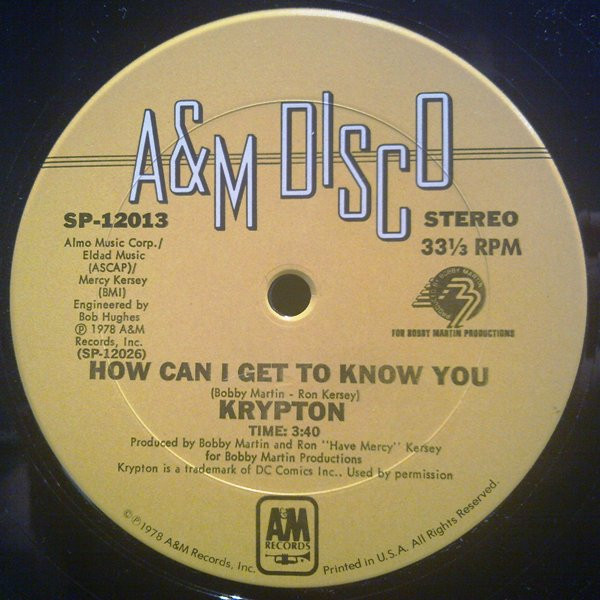 A&M DISCO
SP-12013
Almo Music Corp./
Eldad Music
(ASCAP)/
Mercy Kersey
(BMI)
Engineered by
Bob Hughes
Ⓟ 1978 A&M
Records, Inc.
(SP-12026)
STEREO
33⅓ RPM
BOBBY MARTIN
FOR BOBBY MARTIN PRODUCTIONS
HOW CAN I GET TO KNOW YOU
(Bobby Martin - Ron Kersey)
KRYPTON
TIME: 3:40
Produced by Bobby Martin and Ron "Have Mercy" Kersey
for Bobby Martin Productions
Krypton is a trademark of DC Comics Inc.. Used by permission
A&M
RECORDS
©Ⓟ 1978 A&M Records, Inc.
Printed in U.S.A. All Rights Reserved.